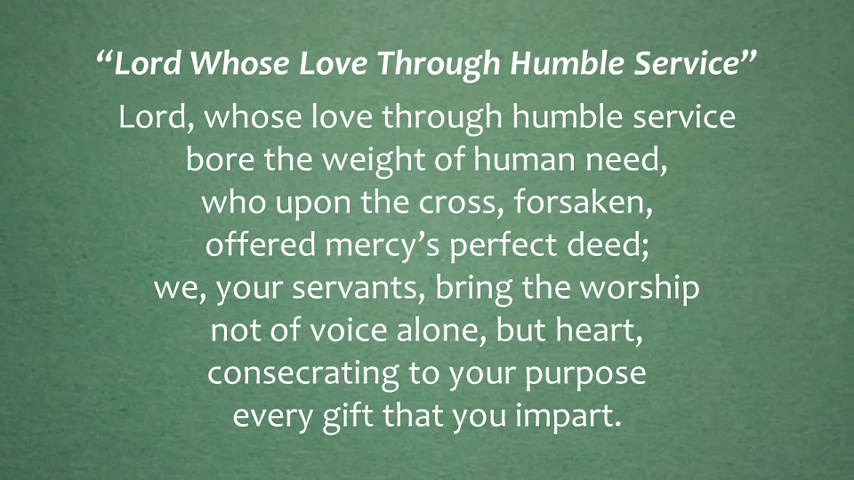 “Lord Whose Love Through Humble Service”
Lord, whose love through humble service
bore the weight of human need,
who upon the cross, forsaken,
offered mercy’s perfect deed;
we, your servants, bring the worship
not of voice alone, but heart,
consecrating to your purpose
every gift that you impart.